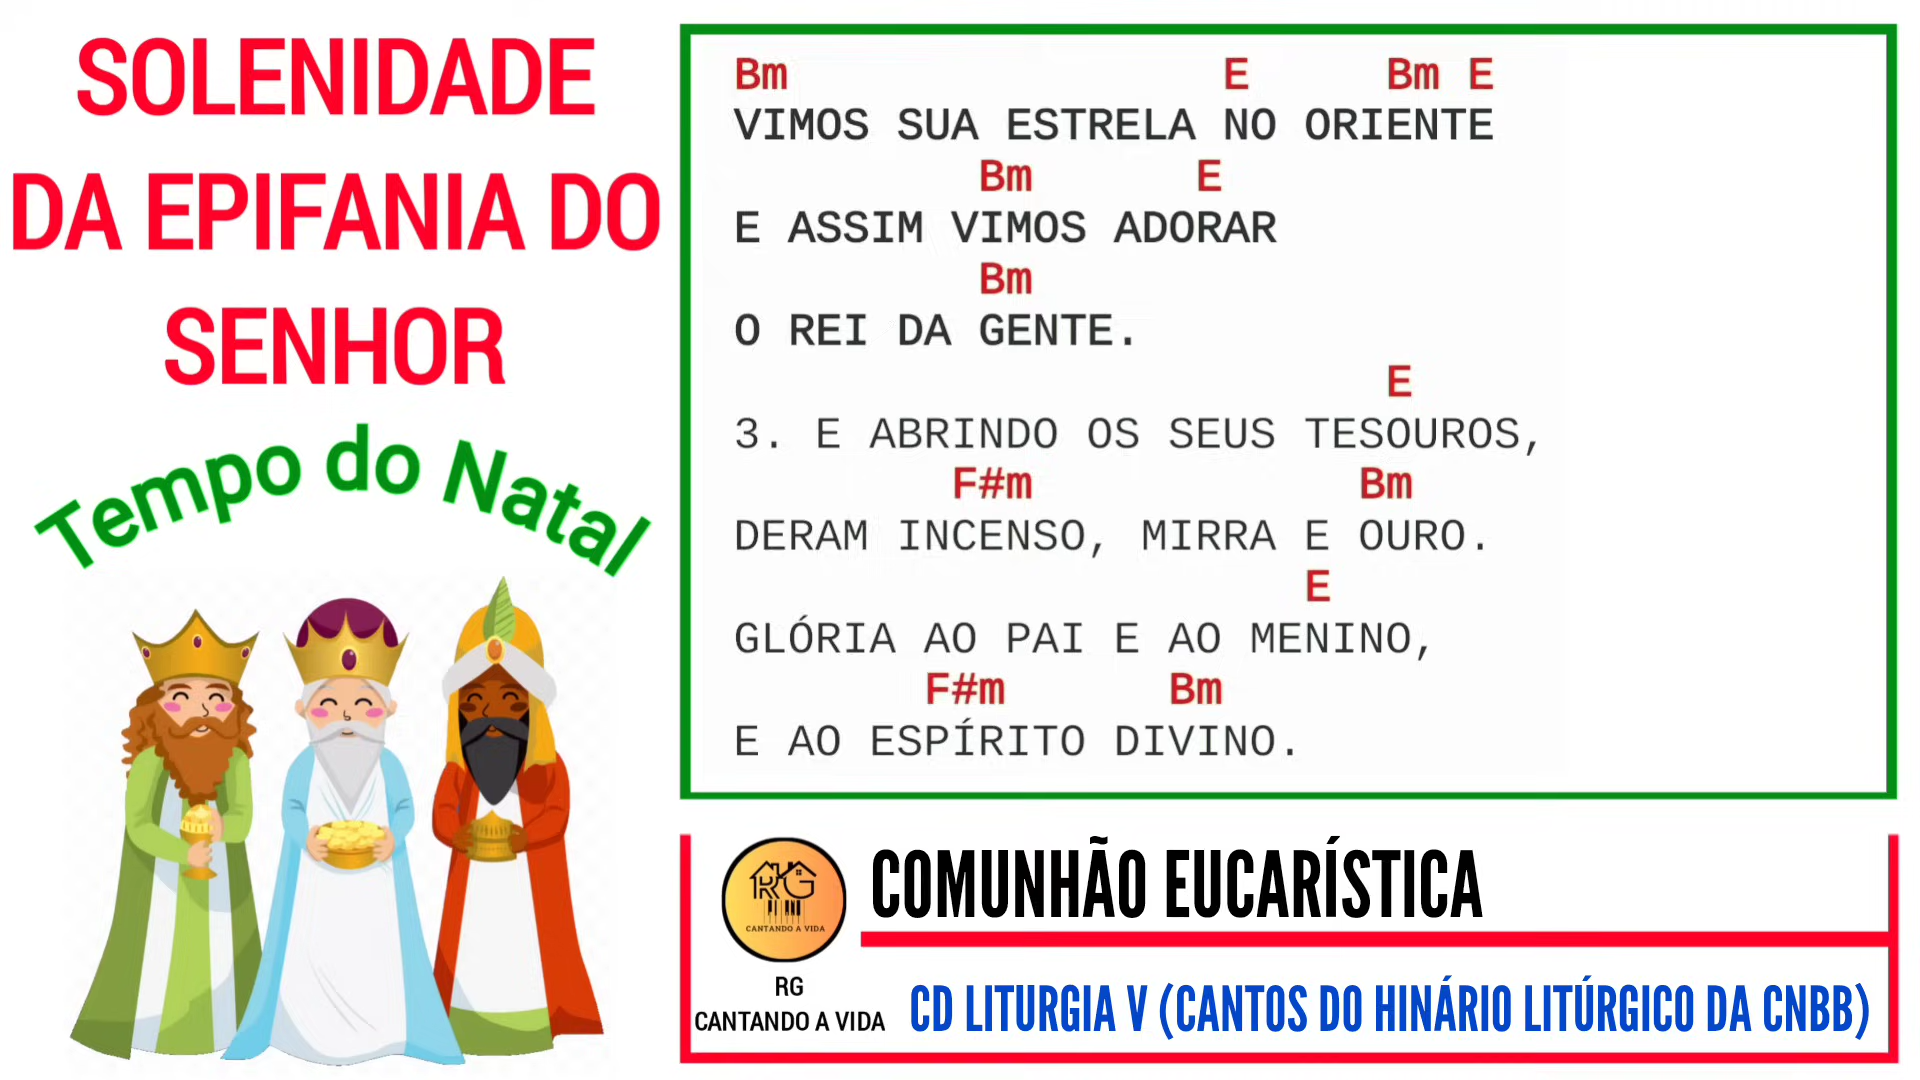 SOLENIDADE
DA EPIFANIA DO
SENHOR
Tempo do Natal
Bm E Bm E
VIMOS SUA ESTRELA NO ORIENTE
Bm E
E ASSIM VIMOS ADORAR
Bm
O REI DA GENTE.
E
3. E ABRINDO OS SEUS TESOUROS,
F#m Bm
DERAM INCENSO, MIRRA E OURO.
E
GLÓRIA AO PAI E AO MENINO,
F#m Bm
E AO ESPÍRITO DIVINO.
RG
CANTANDO A VIDA
RG
CANTANDO A VIDA
COMUNHÃO EUCARÍSTICA
CD LITURGIA V (CANTOS DO HINÁRIO LITÚRGICO DA CNBB)